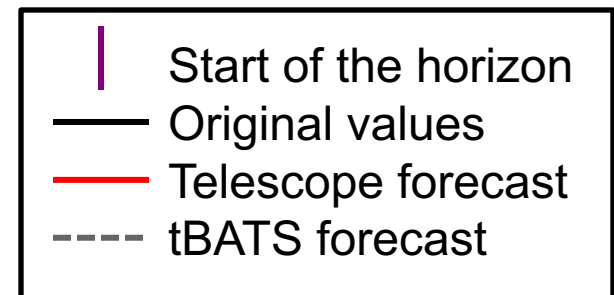 Start of the horizon
Original values
Telescope forecast
tBATS forecast